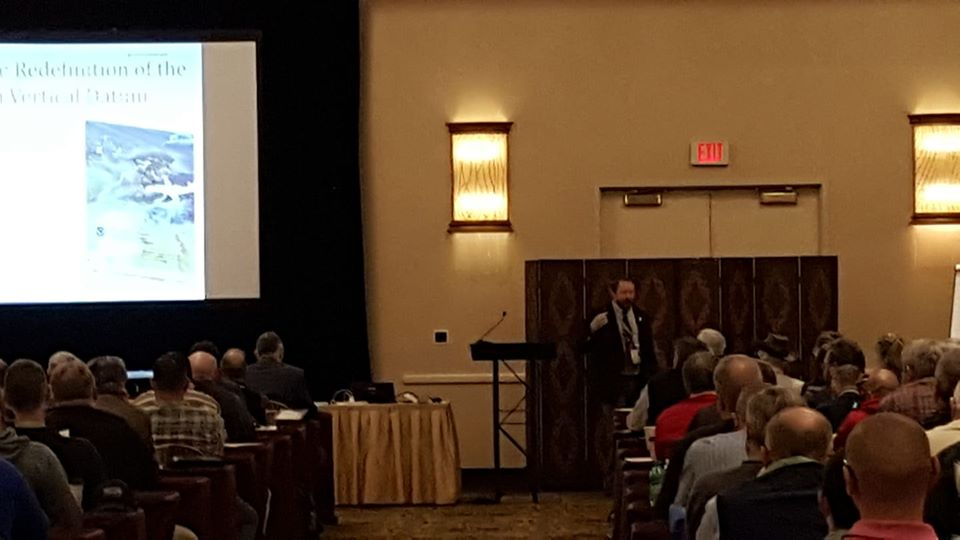 Redefinition of the
Vertical Datum
EXIT